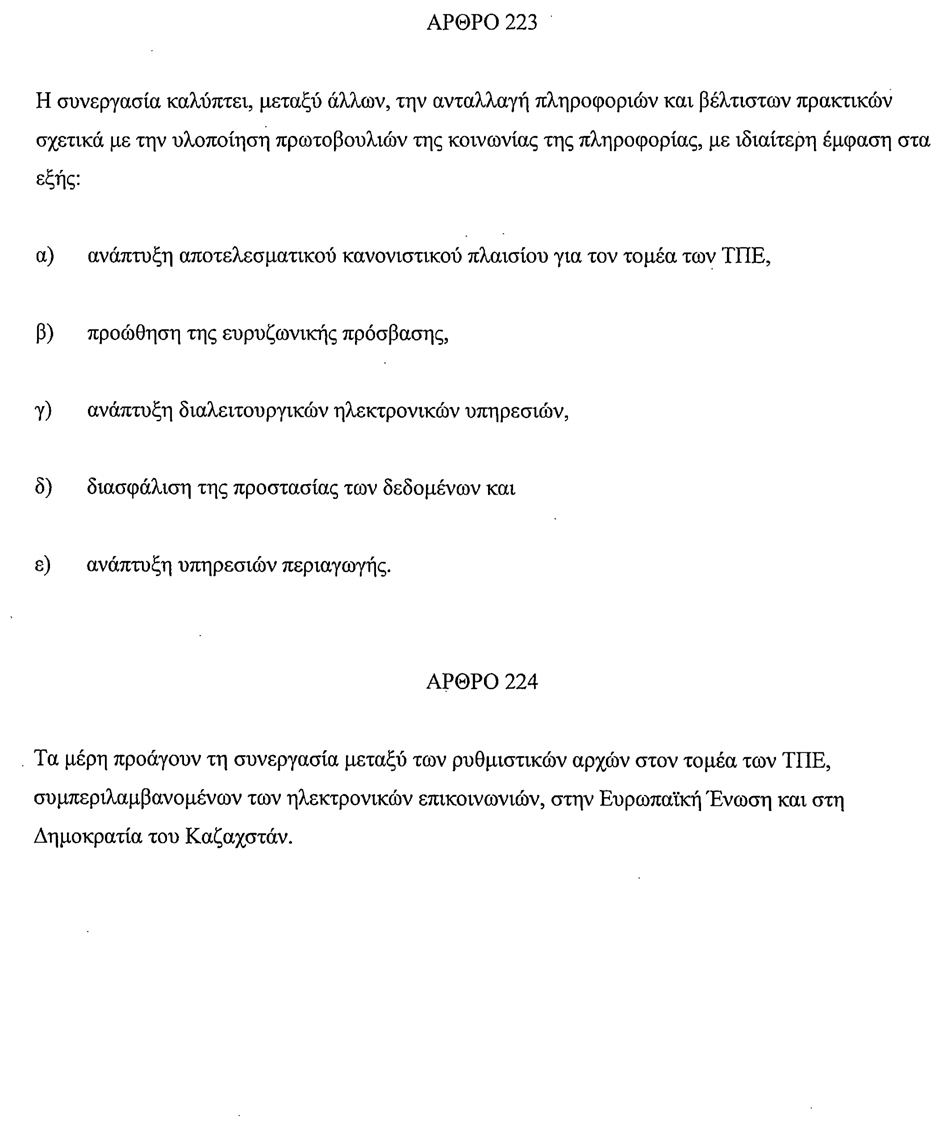 ΑΡΘΡΟ 223
Η συνεργασία καλύπτει, μεταξύ άλλων, την ανταλλαγή πληροφοριών και βέλτιστων πρακτικών
σχετικά με την υλοποίηση πρωτοβουλιών της κοινωνίας της πληροφορίας, με ιδιαίτερη έμφαση στα
εξής:
α) ανάπτυξη αποτελεσματικού κανονιστικού πλαισίου για τον τομέα των ΤΠΕ,
β) προώθηση της ευρυζωνικής πρόσβασης,
γ) ανάπτυξη διαλειτουργικών ηλεκτρονικών υπηρεσιών,
δ) διασφάλιση της προστασίας των δεδομένων και
ε) ανάπτυξη υπηρεσιών περιαγωγής.
ΑΡΘΡΟ 224
Τα μέρη προάγουν τη συνεργασία μεταξύ των ρυθμιστικών αρχών στον τομέα των ΤΠΕ,
συμπεριλαμβανομένων των ηλεκτρονικών επικοινωνιών, στην Ευρωπαϊκή Ένωση και στη
Δημοκρατία του Καζαχστάν.